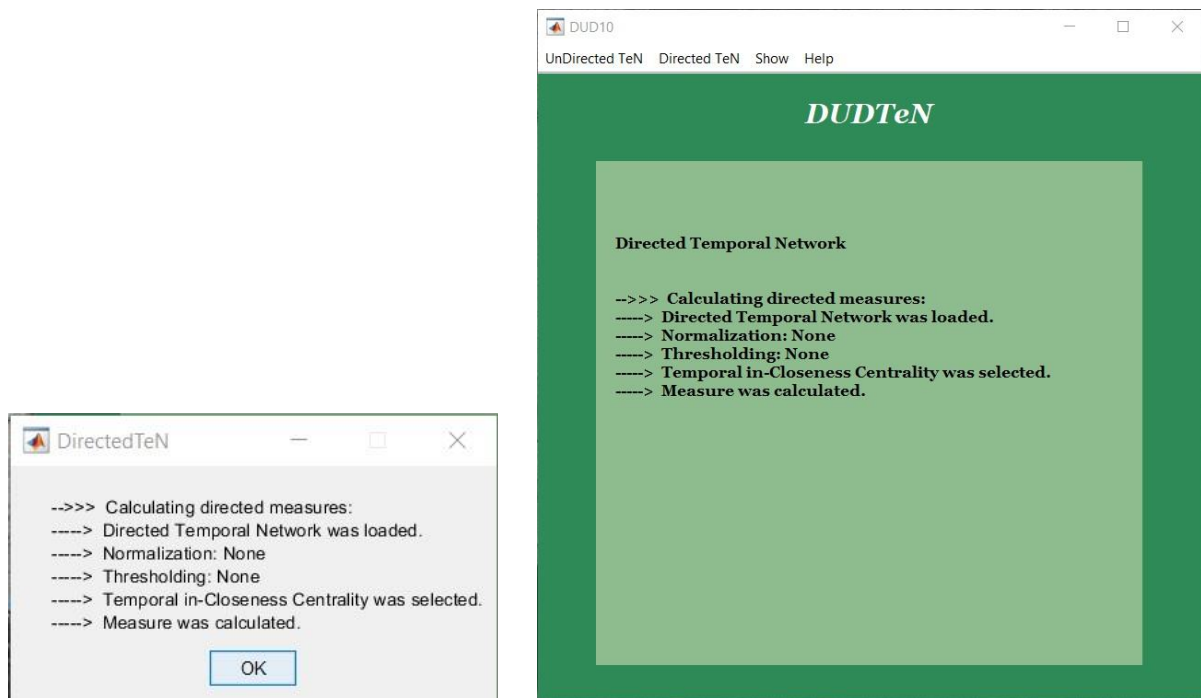 DirectedTeN
-->>> Calculating directed measures:
-----> Directed Temporal Network was loaded.
-----> Normalization: None
-----> Thresholding: None
-----> Temporal in-Closeness Centrality was selected.
-----> Measure was calculated.
OK
DUD10
UnDirected TeN Directed TeN Show Help
DUDTeN
Directed Temporal Network
-->>> Calculating directed measures:
-----> Directed Temporal Network was loaded.
-----> Normalization: None
-----> Thresholding: None
-----> Temporal in-Closeness Centrality was selected.
-----> Measure was calculated.